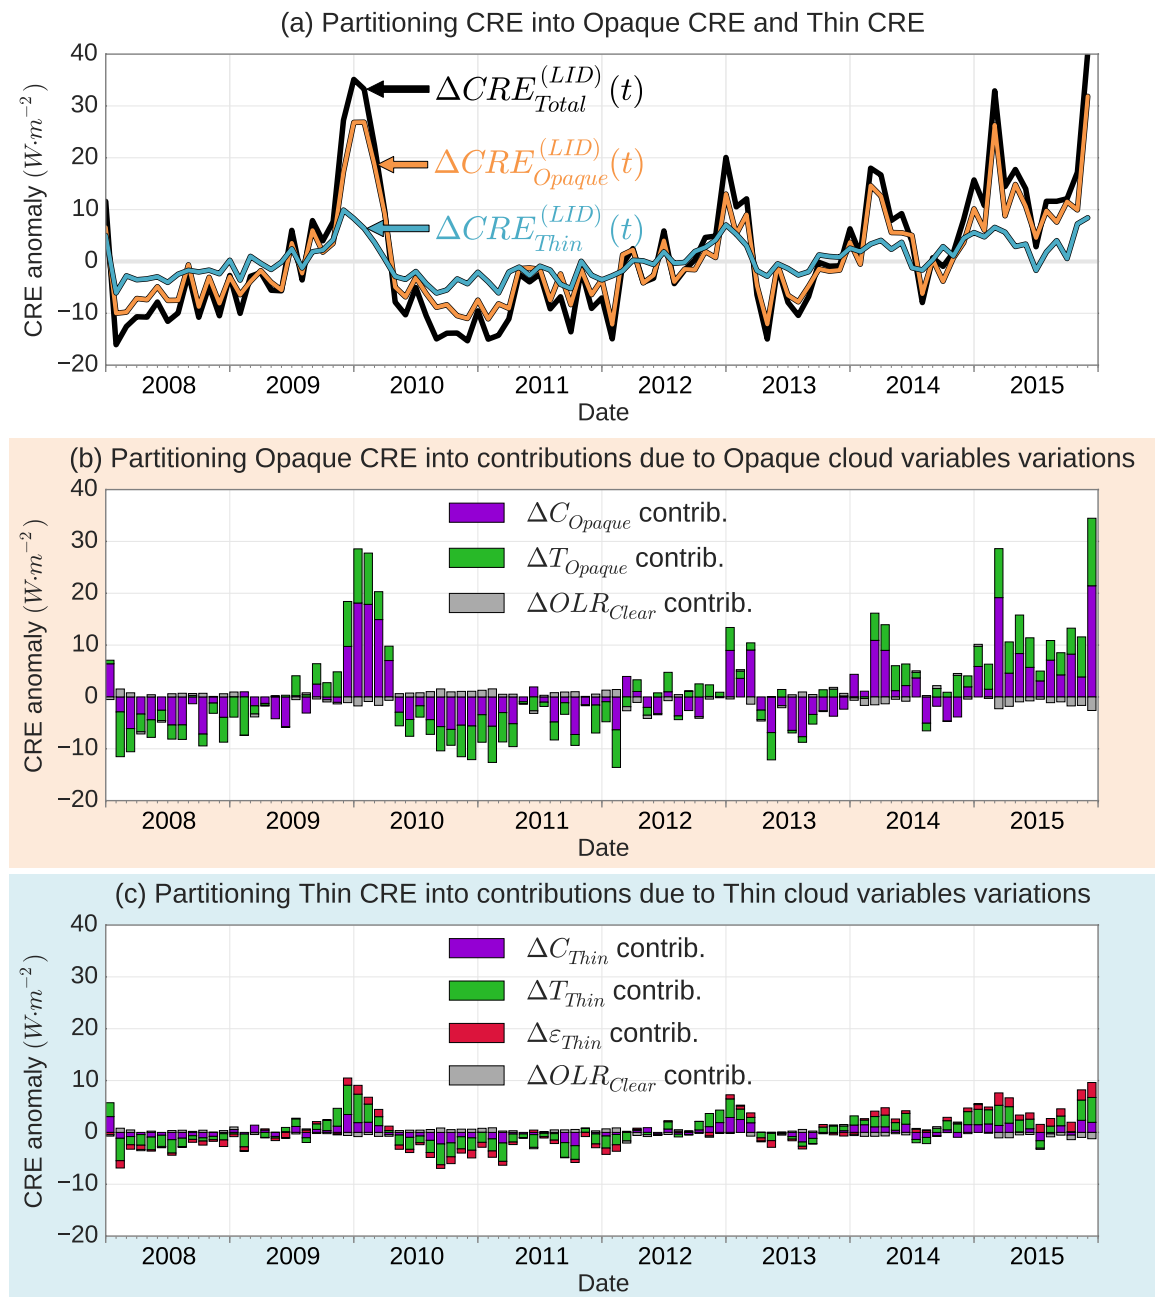 (a) Partitioning CRE into Opaque CRE and Thin CRE
CRE anomaly (W·m⁻²)
40
30
20
10
0
−10
−20
ΔCRE_Total^(LID)(t)
ΔCRE_Opaque^(LID)(t)
ΔCRE_Thin^(LID)(t)
2008 2009 2010 2011 2012 2013 2014 2015
Date
(b) Partitioning Opaque CRE into contributions due to Opaque cloud variables variations
CRE anomaly (W·m⁻²)
40
30
20
10
0
−10
−20
ΔC_Opaque contrib.
ΔT_Opaque contrib.
ΔOLR_Clear contrib.
2008 2009 2010 2011 2012 2013 2014 2015
Date
(c) Partitioning Thin CRE into contributions due to Thin cloud variables variations
CRE anomaly (W·m⁻²)
40
30
20
10
0
−10
−20
ΔC_Thin contrib.
ΔT_Thin contrib.
Δε_Thin contrib.
ΔOLR_Clear contrib.
2008 2009 2010 2011 2012 2013 2014 2015
Date